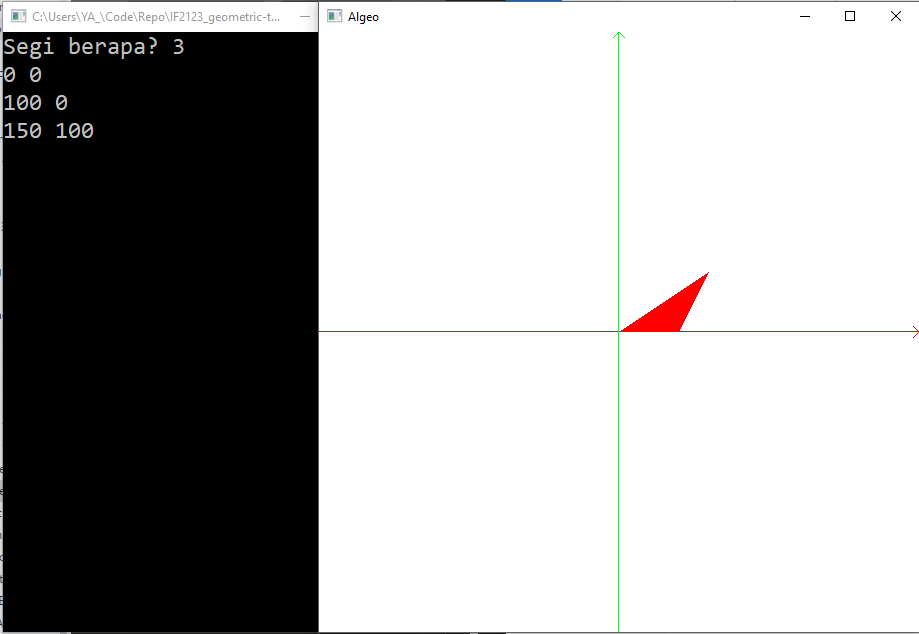 C:\Users\YA_\Code\Repo\IF2123_geometric-t...
Algeo
Segi berapa? 3
0 0
100 0
150 100